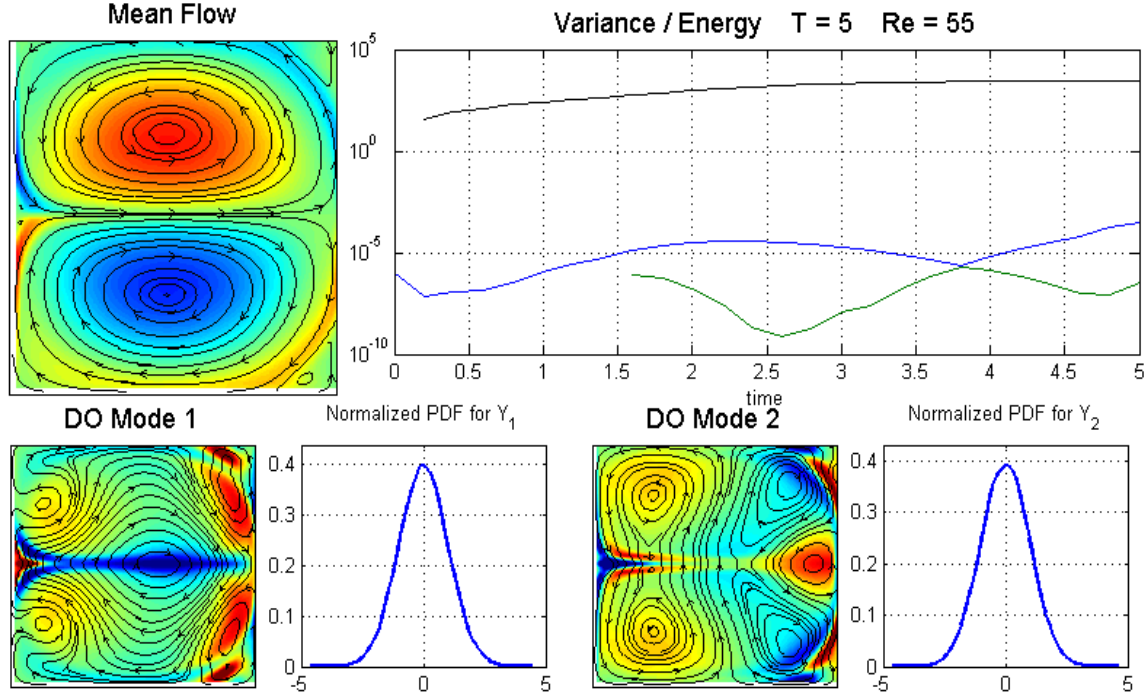 Mean Flow
Variance / Energy T = 5 Re = 55
10^5
10^0
10^-5
10^-10
0 0.5 1 1.5 2 2.5 3 3.5 4 4.5 5
time
DO Mode 1
Normalized PDF for Y_1
DO Mode 2
Normalized PDF for Y_2
0.4
0.3
0.2
0.1
0
-5 0 5
0.4
0.3
0.2
0.1
0
-5 0 5